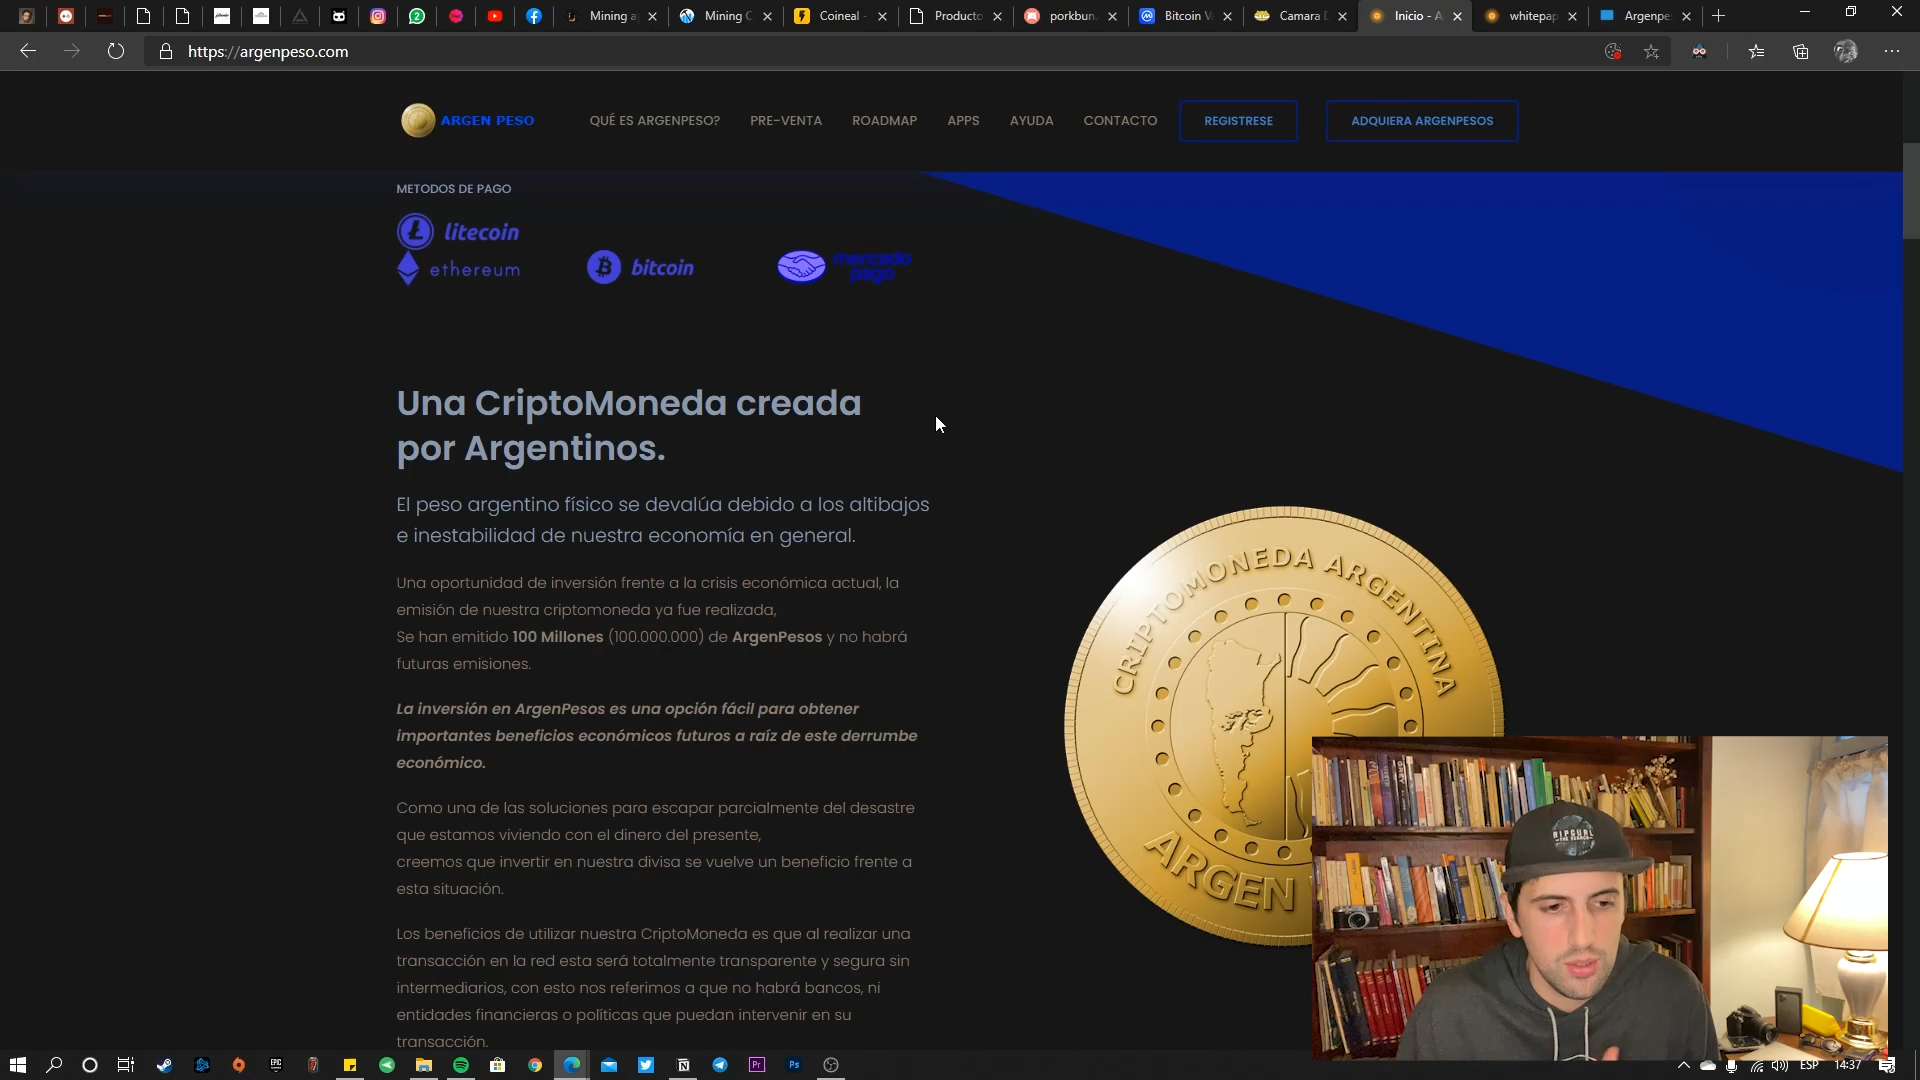 Mining a
Mining C
Coineal -
Producto
porkbun.
Bitcoin V
Camara D
Inicio - A
whitepap
Argenpe
https://argenpeso.com
ARGEN PESO
QUÉ ES ARGENPESO?
PRE-VENTA
ROADMAP
APPS
AYUDA
CONTACTO
REGISTRESE
ADQUIERA ARGENPESOS
METODOS DE PAGO
litecoin
ethereum
bitcoin
mercado
pago
Una CriptoMoneda creada
por Argentinos.
El peso argentino físico se devalúa debido a los altibajos
e inestabilidad de nuestra economía en general.
Una oportunidad de inversión frente a la crisis económica actual, la
emisión de nuestra criptomoneda ya fue realizada,
Se han emitido 100 Millones (100.000.000) de ArgenPesos y no habrá
futuras emisiones.
La inversión en ArgenPesos es una opción fácil para obtener
importantes beneficios económicos futuros a raíz de este derrumbe
económico.
Como una de las soluciones para escapar parcialmente del desastre
que estamos viviendo con el dinero del presente,
creemos que invertir en nuestra divisa se vuelve un beneficio frente a
esta situación.
Los beneficios de utilizar nuestra CriptoMoneda es que al realizar una
transacción en la red esta será totalmente transparente y segura sin
intermediarios, con esto nos referimos a que no habrá bancos, ni
entidades financieras o políticas que puedan intervenir en su
transacción.
CRIPTOMONEDA ARGENTINA
ARGEN
RIPCURL
THE SEARCH
EPIC
GAMES
Pr
Ps
ESP
14:37